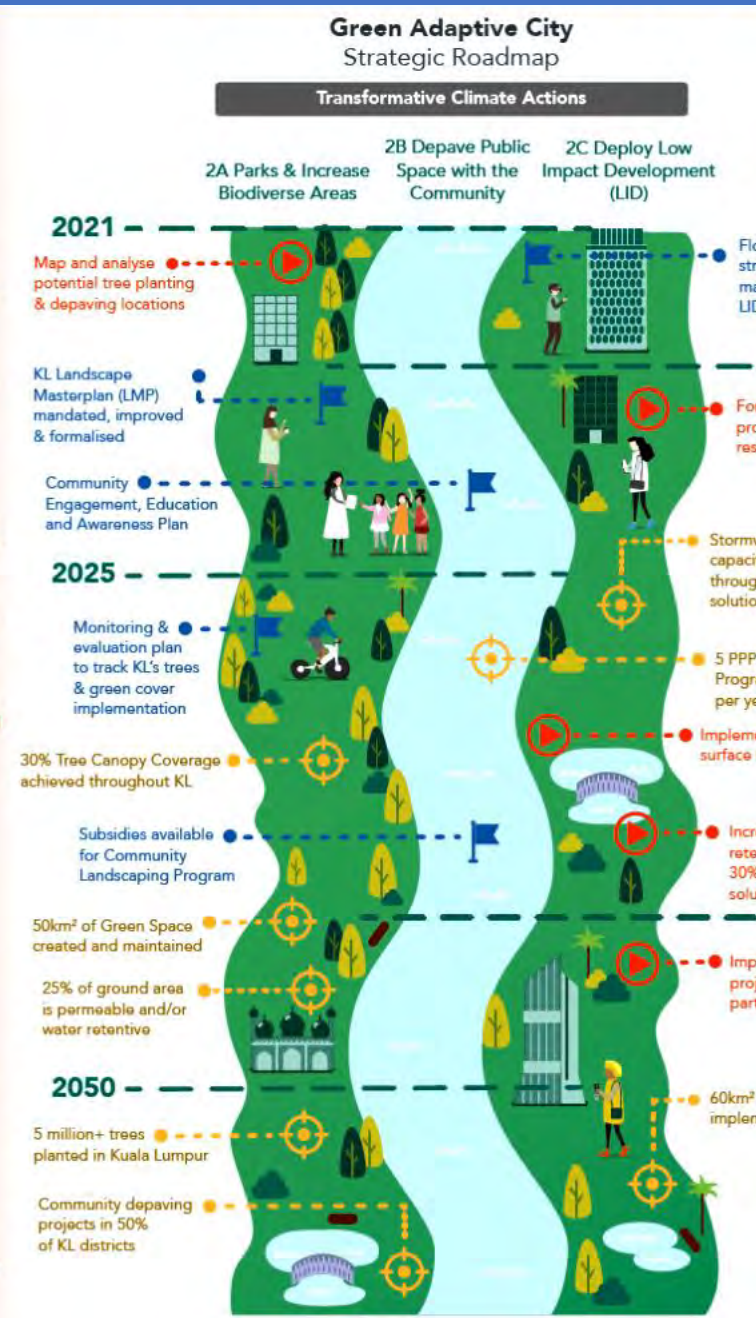 Green Adaptive City
Strategic Roadmap
Transformative Climate Actions
2A Parks & Increase
Biodiverse Areas
2B Depave Public
Space with the
Community
2C Deploy Low
Impact Development
(LID)
2021
Map and analyse
potential tree planting
& depaving locations
LID
KL Landscape
Masterplan (LMP)
mandated, improved
& formalised
Community
Engagement, Education
and Awareness Plan
through
2025
Monitoring &
evaluation plan
to track KL's trees
& green cover
implementation
5 PPP
per
surface
30% Tree Canopy Coverage
achieved throughout KL
Subsidies available
for Community
Landscaping Program
30%
50km² of Green Space
created and maintained
25% of ground area
is permeable and/or
water retentive
2050
60km²
5 million+ trees
planted in Kuala Lumpur
Community depaving
projects in 50%
of KL districts